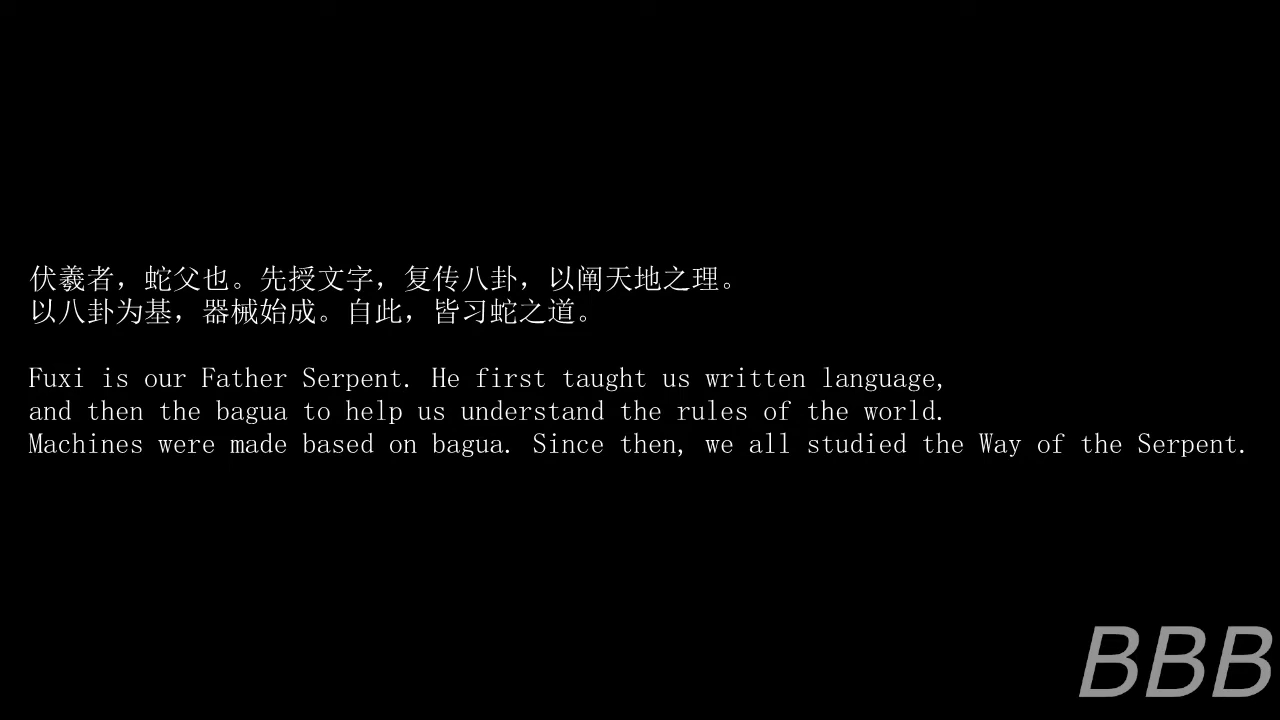 伏羲者，蛇父也。先授文字，复传八卦，以阐天地之理。
以八卦为基，器械始成。自此，皆习蛇之道。
Fuxi is our Father Serpent. He first taught us written language,
and then the bagua to help us understand the rules of the world.
Machines were made based on bagua. Since then, we all studied the Way of the Serpent.
BBB